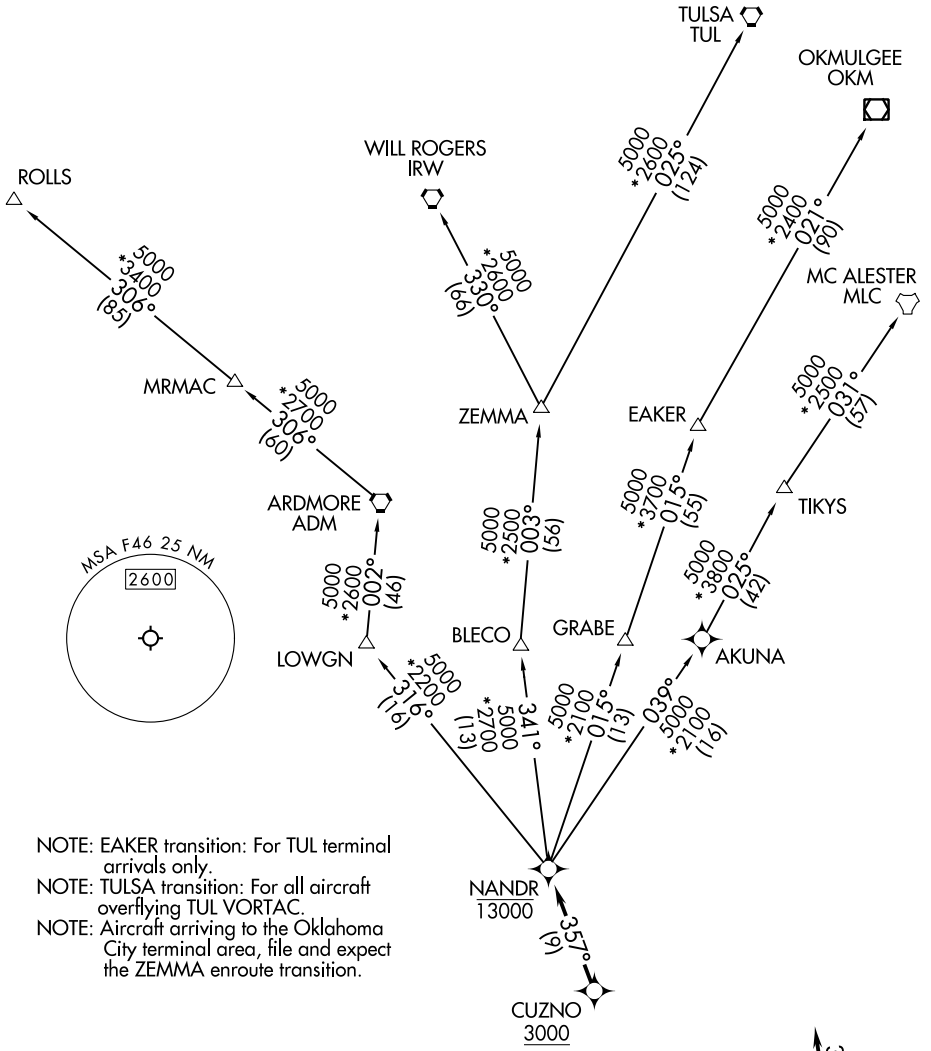 TULSA
TUL
OKMULGEE
OKM
WILL ROGERS
IRW
5000
*2600
025°
(124)
ROLLS
5000
*2400
021°
(90)
5000
*3400
306°
(85)
5000
*2600
330°
(66)
MC ALESTER
MLC
MRMAC
5000
*2700
306°
(60)
ZEMMA
EAKER
5000
*2500
031°
(57)
ARDMORE
ADM
5000
*2500
003°
(56)
5000
*3700
015°
(55)
TIKYS
MSA F46 25 NM
2600
5000
*2600
002°
(46)
5000
*3800
025°
(42)
LOWGN
BLECO
GRABE
AKUNA
5000
*2200
316°
(16)
341°
5000
*2700
(13)
5000
*2100
015°
(13)
039°
5000
*2100
(16)
NOTE: EAKER transition: For TUL terminal
arrivals only.
NOTE: TULSA transition: For all aircraft
overflying TUL VORTAC.
NOTE: Aircraft arriving to the Oklahoma
City terminal area, file and expect
the ZEMMA enroute transition.
NANDR
13000
357°
(9)
CUZNO
3000